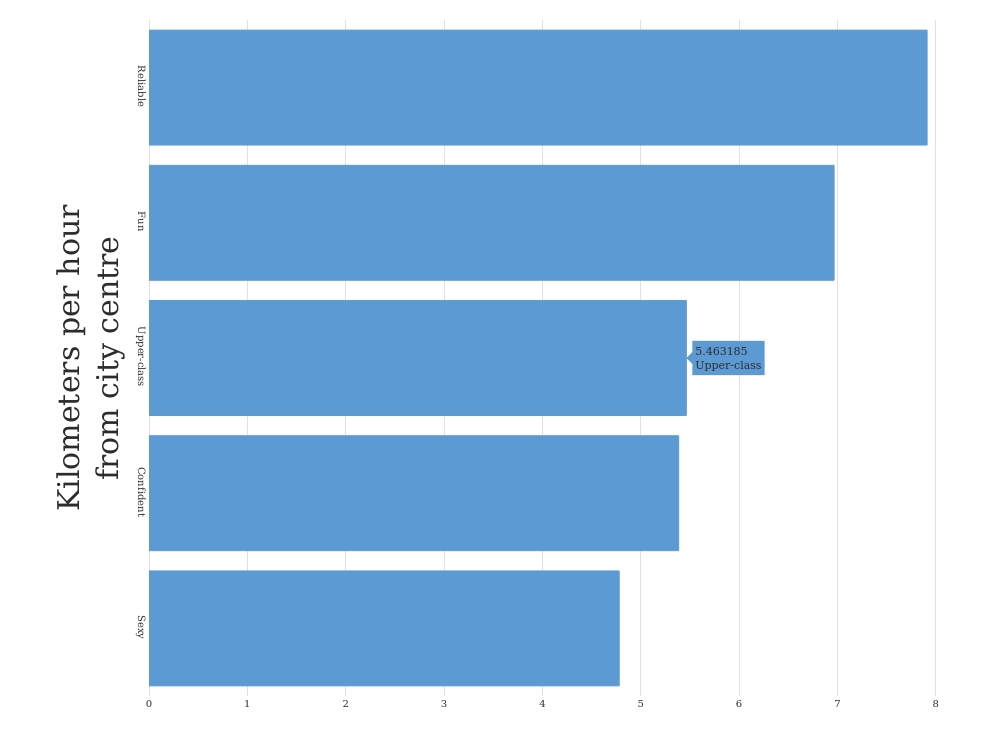 Kilometers per hour
from city centre
Reliable
Fun
Upper-class
Confident
Sexy
5.463185
Upper-class
0 1 2 3 4 5 6 7 8